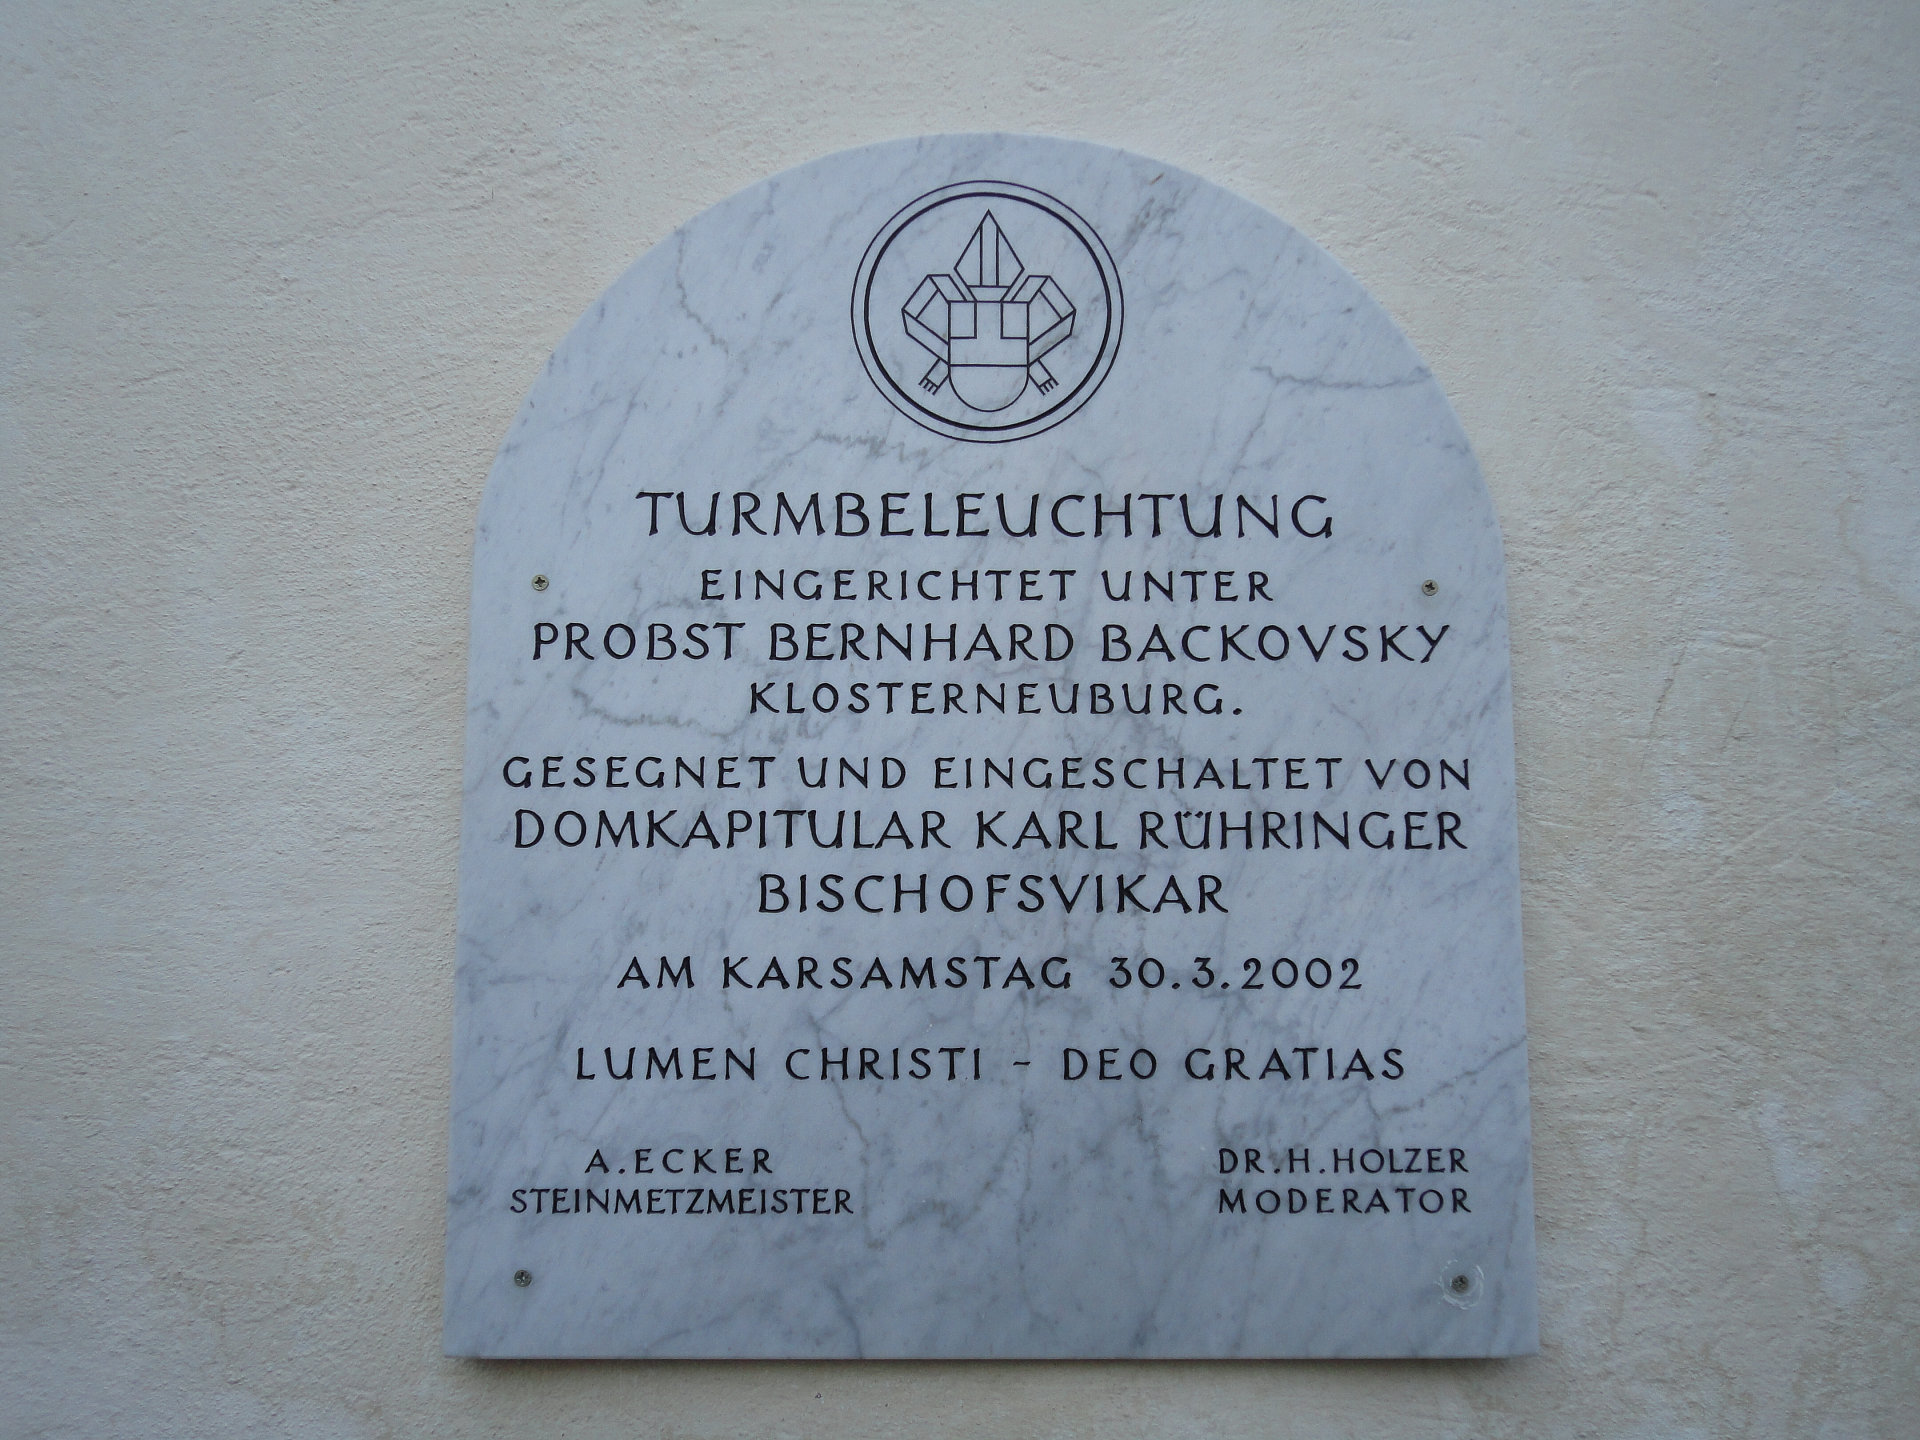 TURMBELEUCHTUNG
EINGERICHTET UNTER
PROBST BERNHARD BACKOVSKY
KLOSTERNEUBURG.
GESEGNET UND EINGESCHALTET VON
DOMKAPITULAR KARL RÜHRINGER
BISCHOFSVIKAR
AM KARSAMSTAG 30.3.2002
LUMEN CHRISTI - DEO GRATIAS
A.ECKER
STEINMETZMEISTER
DR.H.HOLZER
MODERATOR